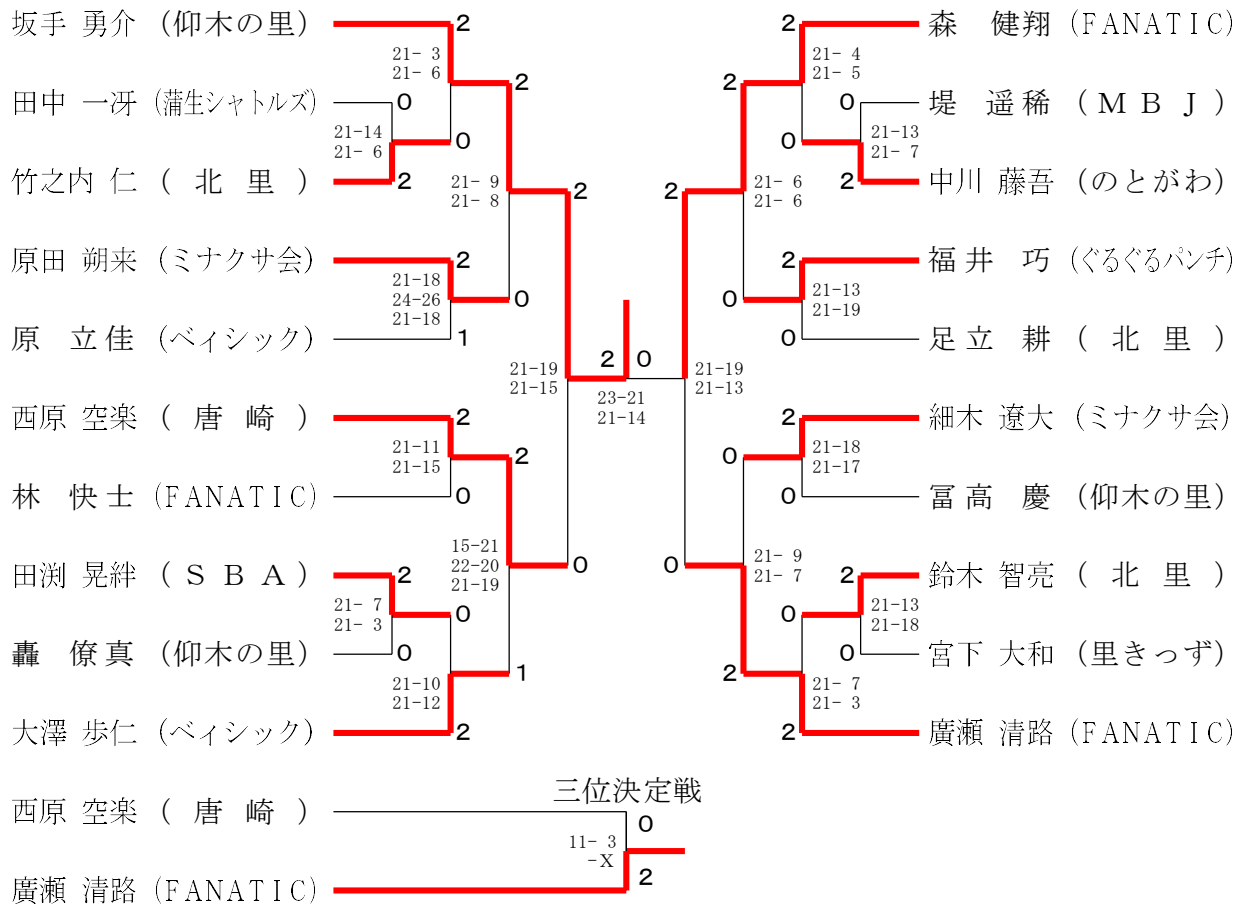 坂手 勇介 (仰木の里) 2 2 森 健翔 (FANATIC)
21- 3 21- 4
21- 6 2 2 21- 5
田中 一冴 (蒲生シャトルズ) 0 0 堤 遥稀 (ＭＢＪ)
21-14 0 0 21-13
21- 6 21- 7
竹之内 仁 (北里) 2 21- 9 2 2 21- 6 2 中川 藤吾 (のとがわ)
21- 8 21- 6
原田 朔来 (ミナクサ会) 2 2 福井 巧 (ぐるぐるパンチ)
21-18 21-13
24-26 0 0 21-19
21-18
原 立佳 (ベィシック) 1 0 足立 耕 (北里)
21-19 2 0 21-19
21-15 23-21 21-13
21-14
西原 空楽 (唐崎) 2 2 細木 遼大 (ミナクサ会)
21-11 2 0 21-18
21-15 21-17
林 快士 (FANATIC) 0 0 冨高 慶 (仰木の里)
15-21
22-20 0 0 21- 9
21-19 21- 7
田渕 晃絆 (ＳＢＡ) 2 2 鈴木 智亮 (北里)
21- 7 0 0 21-13
21- 3 21-18
轟 僚真 (仰木の里) 0 0 宮下 大和 (里きっず)
21-10 1 2 21- 7
21-12 21- 3
大澤 歩仁 (ベィシック) 2 2 廣瀬 清路 (FANATIC)
三位決定戦
西原 空楽 (唐崎) 0
11- 3
-X
廣瀬 清路 (FANATIC) 2